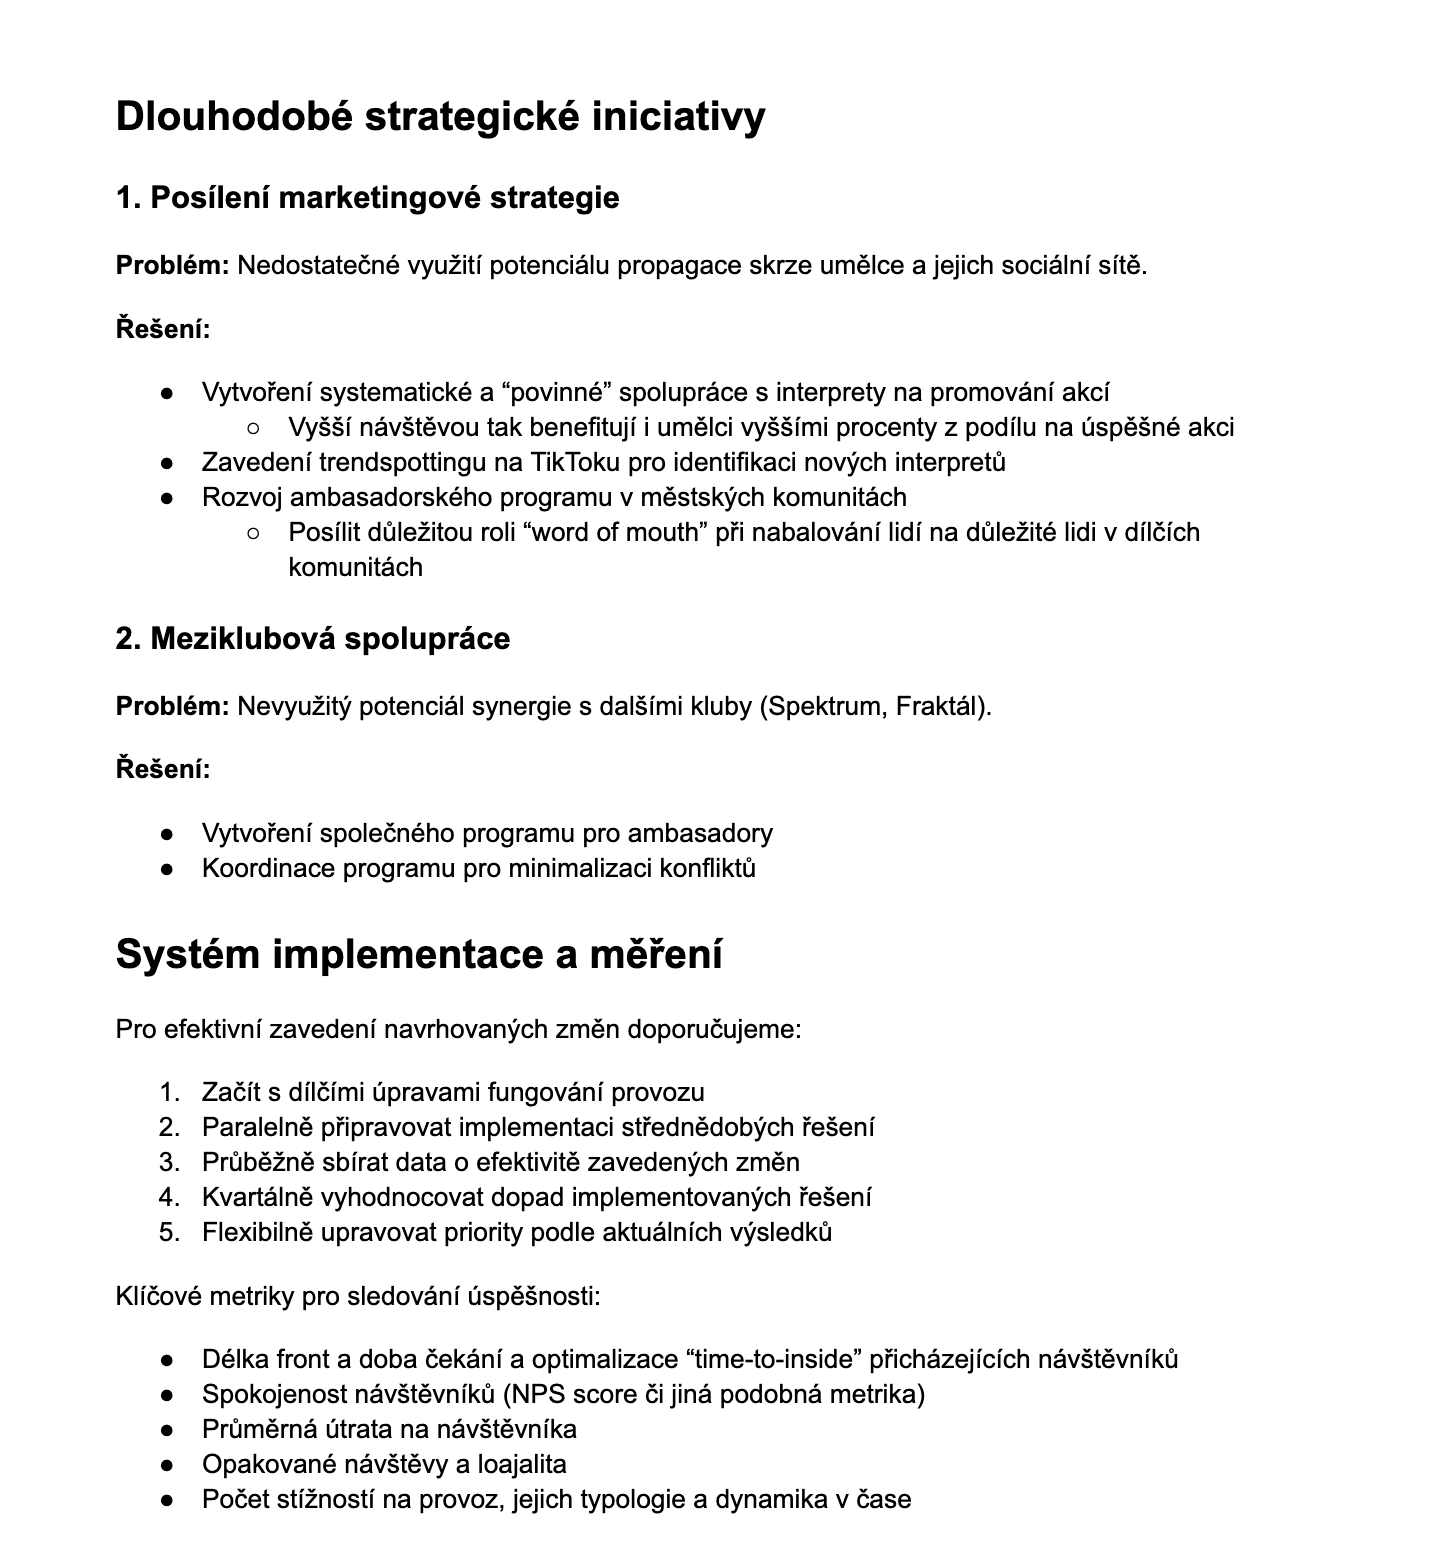 Dlouhodobé strategické iniciativy
1. Posílení marketingové strategie
Problém: Nedostatečné využití potenciálu propagace skrze umělce a jejich sociální sítě.
Řešení:
● Vytvoření systematické a “povinné” spolupráce s interprety na promování akcí
○ Vyšší návštěvou tak benefitují i umělci vyššími procenty z podílu na úspěšné akci
● Zavedení trendspottingu na TikToku pro identifikaci nových interpretů
● Rozvoj ambasadorského programu v městských komunitách
○ Posílit důležitou roli “word of mouth” při nabalování lidí na důležité lidi v dílčích
komunitách
2. Meziklubová spolupráce
Problém: Nevyužitý potenciál synergie s dalšími kluby (Spektrum, Fraktál).
Řešení:
● Vytvoření společného programu pro ambasadory
● Koordinace programu pro minimalizaci konfliktů
Systém implementace a měření
Pro efektivní zavedení navrhovaných změn doporučujeme:
1. Začít s dílčími úpravami fungování provozu
2. Paralelně připravovat implementaci střednědobých řešení
3. Průběžně sbírat data o efektivitě zavedených změn
4. Kvartálně vyhodnocovat dopad implementovaných řešení
5. Flexibilně upravovat priority podle aktuálních výsledků
Klíčové metriky pro sledování úspěšnosti:
● Délka front a doba čekání a optimalizace “time-to-inside” přicházejících návštěvníků
● Spokojenost návštěvníků (NPS score či jiná podobná metrika)
● Průměrná útrata na návštěvníka
● Opakované návštěvy a loajalita
● Počet stížností na provoz, jejich typologie a dynamika v čase